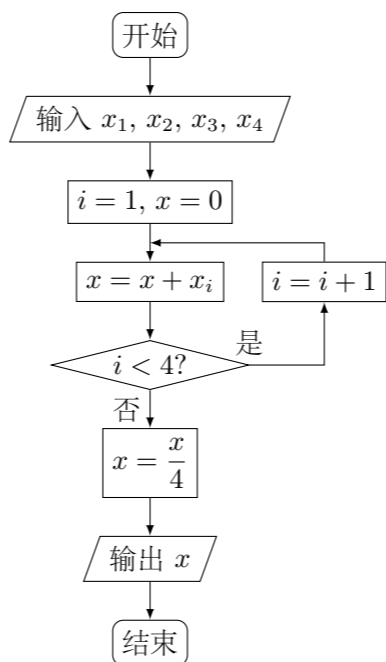 开始
输入 x₁, x₂, x₃, x₄
i = 1, x = 0
x = x + xᵢ
i = i + 1
i < 4?
是
否
x = x/4
输出 x
结束